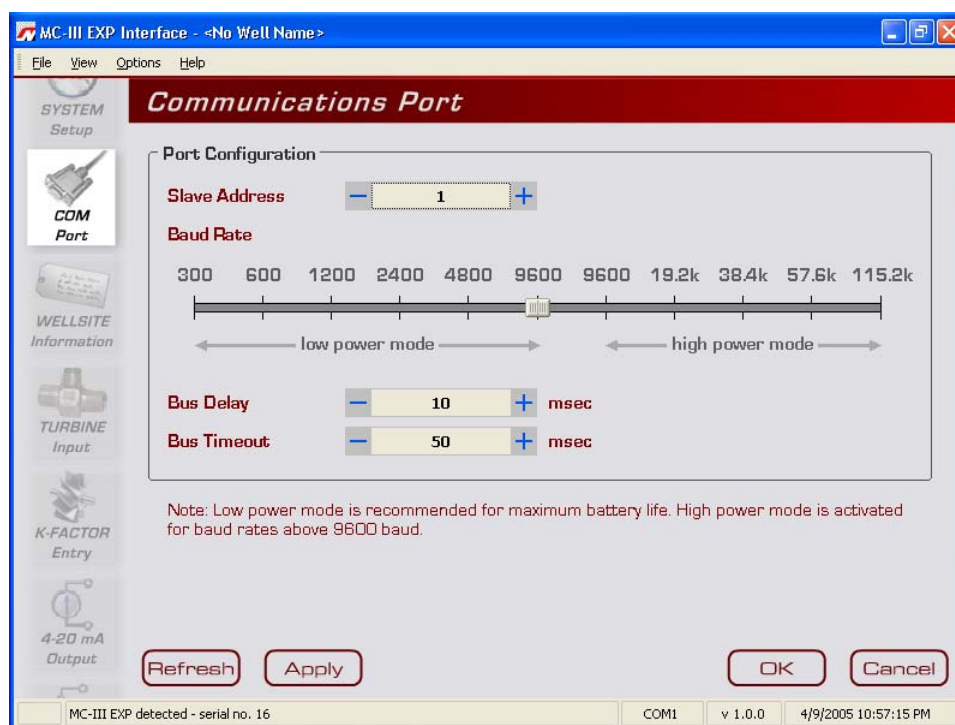 MC-III EXP Interface - <No Well Name>
File View Options Help
SYSTEM
Setup
COM
Port
WELLSITE
Information
TURBINE
Input
K-FACTOR
Entry
4-20 mA
Output
Communications Port
Port Configuration
Slave Address 1
Baud Rate
300 600 1200 2400 4800 9600 9600 19.2k 38.4k 57.6k 115.2k
low power mode high power mode
Bus Delay 10 msec
Bus Timeout 50 msec
Note: Low power mode is recommended for maximum battery life. High power mode is activated
for baud rates above 9600 baud.
Refresh Apply OK Cancel
MC-III EXP detected - serial no. 16 COM1 v 1.0.0 4/9/2005 10:57:15 PM